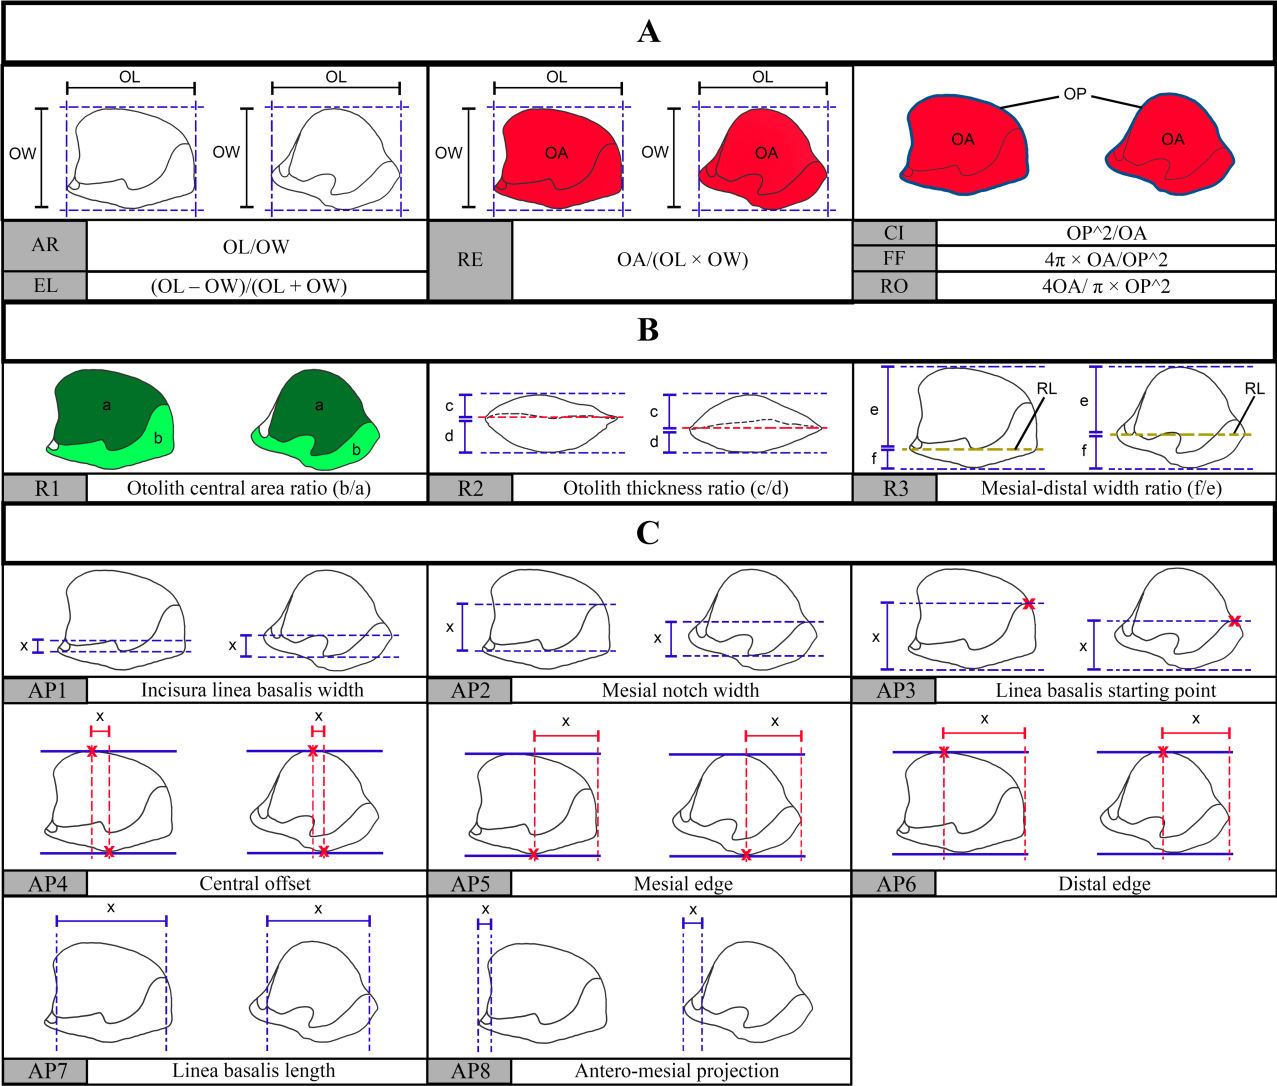 A
OL OL
OW OW
AR OL/OW
EL (OL – OW)/(OL + OW)
OL OL
OW OA OW OA
RE OA/(OL × OW)
OP
OA OA
CI OP^2/OA
FF 4π × OA/OP^2
RO 4OA/ π × OP^2
B
a a
b b
R1 Otolith central area ratio (b/a)
c c
d d
R2 Otolith thickness ratio (c/d)
RL RL
e e
f f
R3 Mesial-distal width ratio (f/e)
C
x x
AP1 Incisura linea basalis width
x x
AP2 Mesial notch width
x x
AP3 Linea basalis starting point
x x
AP4 Central offset
x x
AP5 Mesial edge
x x
AP6 Distal edge
x x
AP7 Linea basalis length
x x
AP8 Antero-mesial projection